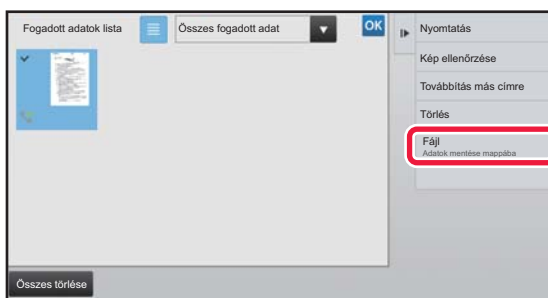 Fogadott adatok lista
Összes fogadott adat
OK
Nyomtatás
Kép ellenőrzése
Továbbítás más címre
Törlés
Fájl
Adatok mentése mappába
Összes törlése